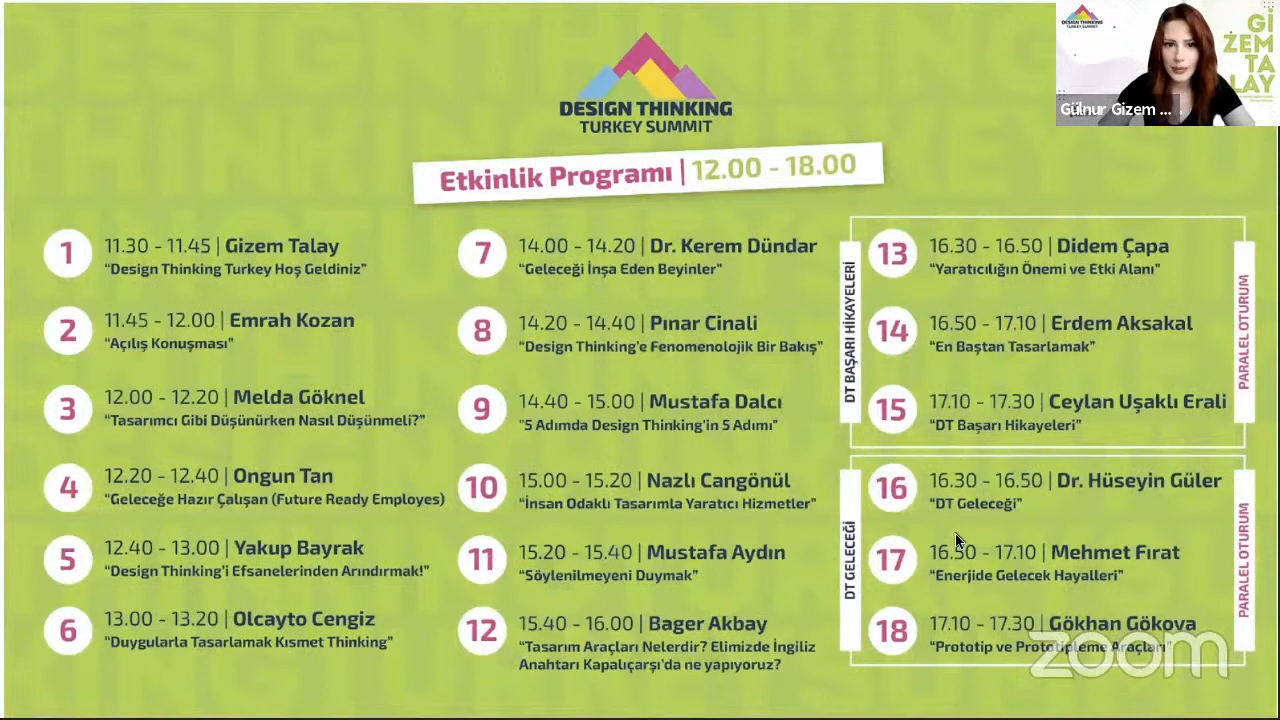 DESIGN THINKING
TURKEY SUMMIT
Etkinlik Programı | 12.00 - 18.00
1
11.30 - 11.45 | Gizem Talay
“Design Thinking Turkey Hoş Geldiniz”
2
11.45 - 12.00 | Emrah Kozan
“Açılış Konuşması”
3
12.00 - 12.20 | Melda Göknel
“Tasarımcı Gibi Düşünürken Nasıl Düşünmeli?”
4
12.20 - 12.40 | Ongun Tan
“Geleceğe Hazır Çalışan (Future Ready Employes)
5
12.40 - 13.00 | Yakup Bayrak
“Design Thinking’i Efsanelerinden Arındırmak!”
6
13.00 - 13.20 | Olcayto Cengiz
“Duygularla Tasarlamak Kısmet Thinking”
7
14.00 - 14.20 | Dr. Kerem Dündar
“Geleceği İnşa Eden Beyinler”
8
14.20 - 14.40 | Pınar Cinali
“Design Thinking’e Fenomenolojik Bir Bakış”
9
14.40 - 15.00 | Mustafa Dalcı
"5 Adımda Design Thinking’in 5 Adımı”
10
15.00 - 15.20 | Nazlı Cangönül
“İnsan Odaklı Tasarımla Yaratıcı Hizmetler”
11
15.20 - 15.40 | Mustafa Aydın
“Söylenilmeyeni Duymak”
12
15.40 - 16.00 | Bager Akbay
“Tasarım Araçları Nelerdir? Elimizde İngiliz
Anahtarı Kapalıçarşı’da ne yapıyoruz?
DT BAŞARI HİKAYELERİ
13
16.30 - 16.50 | Didem Çapa
“Yaratıcılığın Önemi ve Etki Alanı”
14
16.50 - 17.10 | Erdem Aksakal
“En Baştan Tasarlamak”
15
17.10 - 17.30 | Ceylan Uşaklı Erali
“DT Başarı Hikayeleri”
PARALEL OTURUM
DT GELECEĞİ
16
16.30 - 16.50 | Dr. Hüseyin Güler
“DT Geleceği”
17
16.50 - 17.10 | Mehmet Fırat
“Enerjide Gelecek Hayalleri”
18
17.10 - 17.30 | Gökhan Gökova
“Prototip ve Prototipleme Araçları”
PARALEL OTURUM
zoom
DESIGN THINKING
TURKEY SUMMIT
Gİ
ZEM
TA
LAY
Gülnur Gizem ...